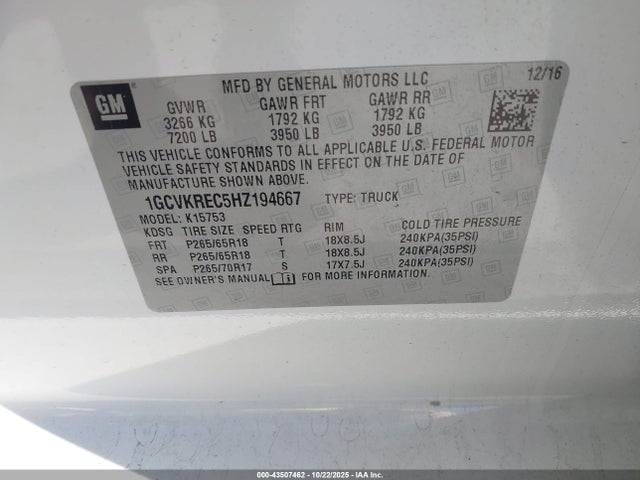 GM
MFD BY GENERAL MOTORS LLC
12/16
GVWR GAWR FRT GAWR RR
3266 KG 1792 KG 1792 KG
7200 LB 3950 LB 3950 LB
THIS VEHICLE CONFORMS TO ALL APPLICABLE U.S. FEDERAL MOTOR
VEHICLE SAFETY STANDARDS IN EFFECT ON THE DATE OF
MANUFACTURE SHOWN ABOVE.
1GCVKREC5HZ194667 TYPE: TRUCK
MODEL: K15753
KDSG TIRE SIZE SPEED RTG RIM COLD TIRE PRESSURE
FRT P265/65R18 T 18X8.5J 240KPA(35PSI)
RR P265/65R18 T 18X8.5J 240KPA(35PSI)
SPA P265/70R17 S 17X7.5J 240KPA(35PSI)
SEE OWNER'S MANUAL FOR MORE INFORMATION.
000-43507462 - 10/22/2025 - IAAI.COM